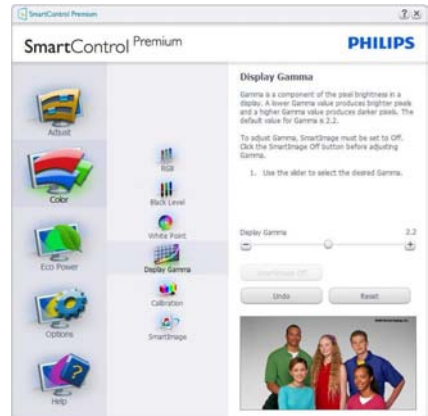 SmartControl Premium
SmartControl Premium
PHILIPS
Adjust
Color
Eco Power
Options
Help
RGB
Black Level
White Point
Display Gamma
Calibration
SmartImage
Display Gamma
Gamma is a component of the pixel brightness in a
display. A lower Gamma value produces brighter pixels
and a higher Gamma value produces darker pixels. The
default value for Gamma is 2.2.
To adjust Gamma, SmartImage must be set to Off.
Click the SmartImage Off button before adjusting
Gamma.
1. Use the slider to select the desired Gamma.
Display Gamma 2.2
SmartImage Off
Undo Reset